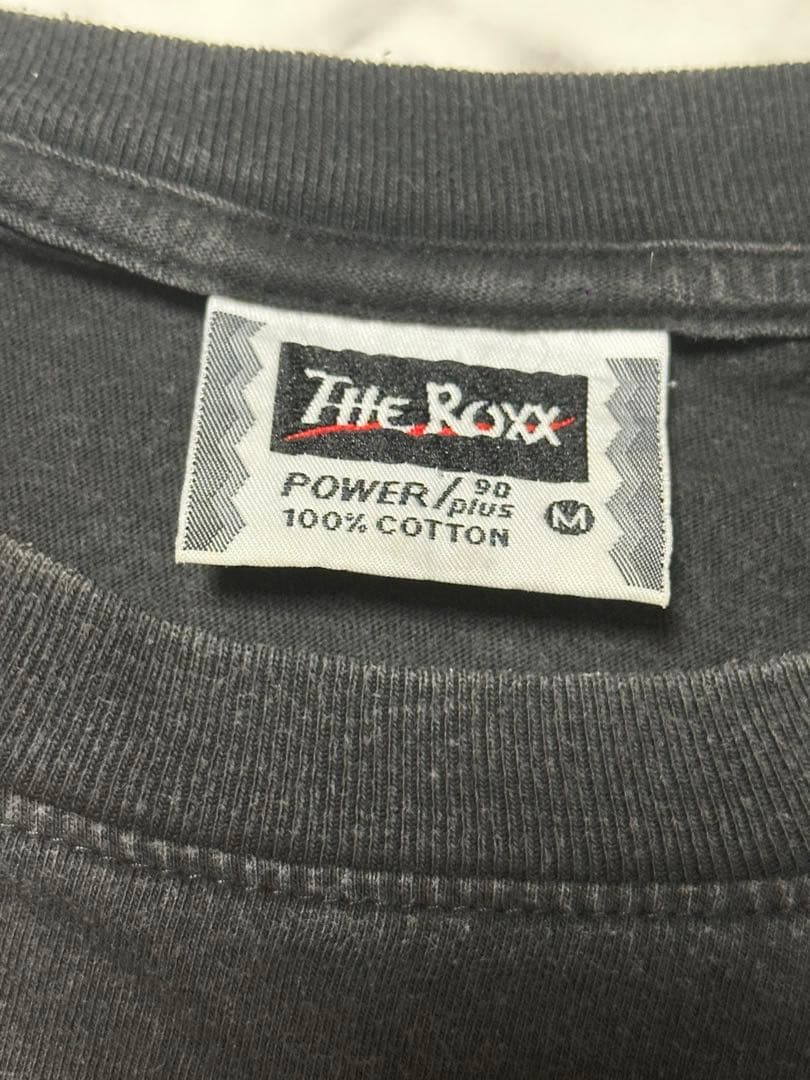 THE ROXX
POWER/90 plus
100% COTTON
M